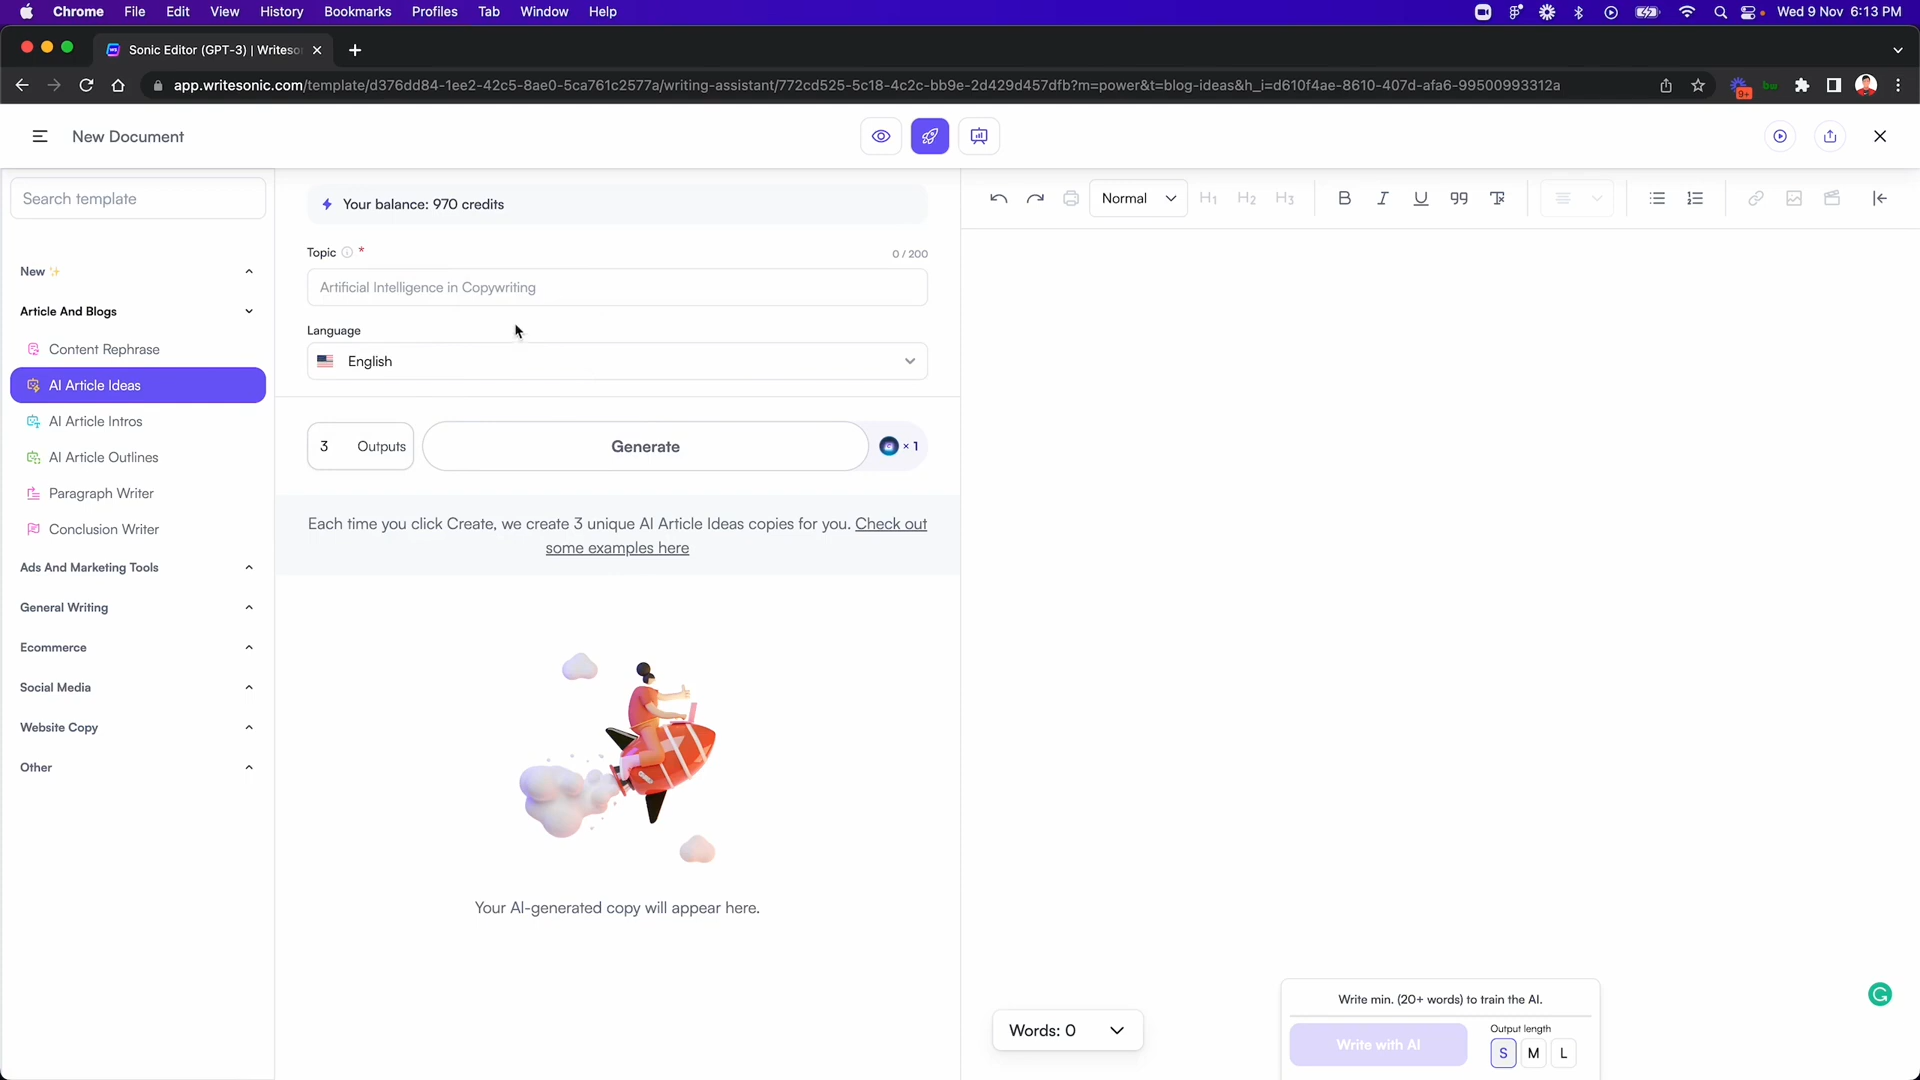 Chrome File Edit View History Bookmarks Profiles Tab Window Help Wed 9 Nov 6:13 PM
Sonic Editor (GPT-3) | Writeso
app.writesonic.com/template/d376dd84-1ee2-42c5-8ae0-5ca761c2577a/writing-assistant/772cd525-5c18-4c2c-bb9e-2d429d457dfb?m=power&t=blog-ideas&h_i=d610f4ae-8610-407d-afa6-99500993312a
9+
bw
New Document
Search template
New
Article And Blogs
Content Rephrase
AI Article Ideas
AI Article Intros
AI Article Outlines
Paragraph Writer
Conclusion Writer
Ads And Marketing Tools
General Writing
Ecommerce
Social Media
Website Copy
Other
Your balance: 970 credits
Topic * 0 / 200
Artificial Intelligence in Copywriting
Language
English
3 Outputs Generate × 1
Each time you click Create, we create 3 unique AI Article Ideas copies for you. Check out
some examples here
Your AI-generated copy will appear here.
Normal H1 H2 H3 B I U
Words: 0
Write min. (20+ words) to train the AI.
Write with AI
Output length
S M L